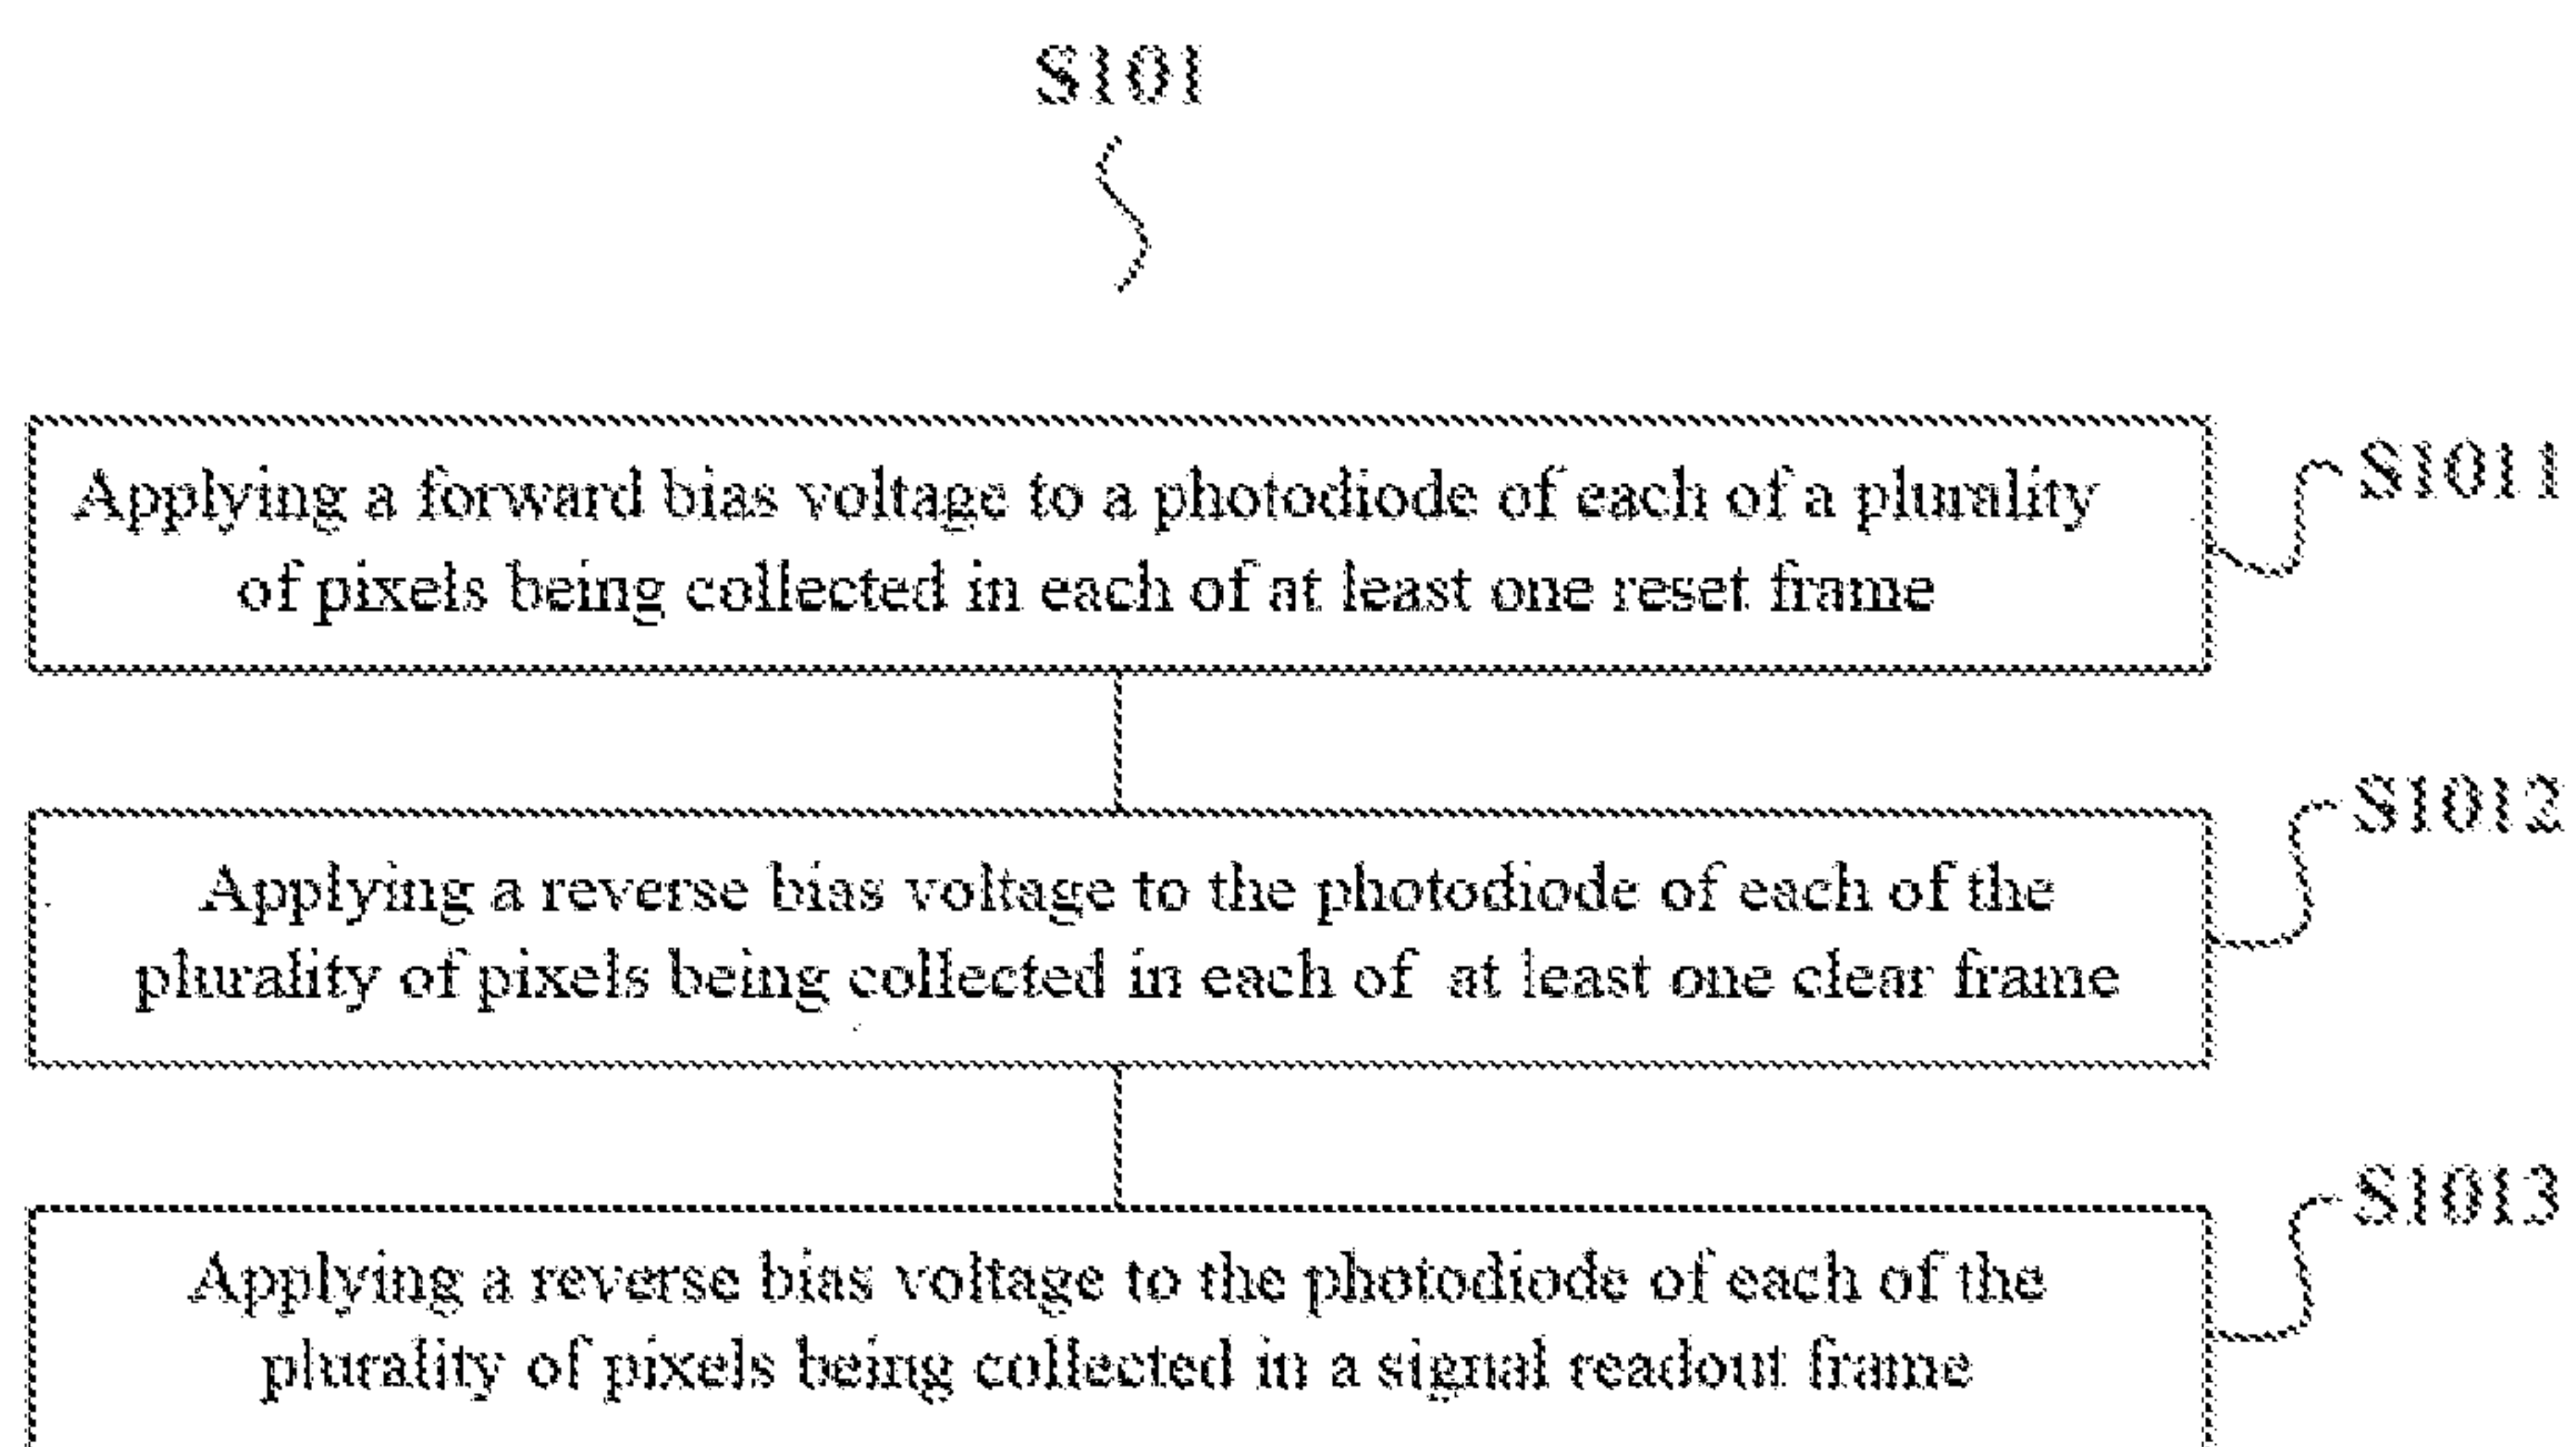 S101
Applying a forward bias voltage to a photodiode of each of a plurality
of pixels being collected in each of at least one reset frame
S1011
Applying a reverse bias voltage to the photodiode of each of the
plurality of pixels being collected in each of at least one clear frame
S1012
Applying a reverse bias voltage to the photodiode of each of the
plurality of pixels being collected in a signal readout frame
S1013